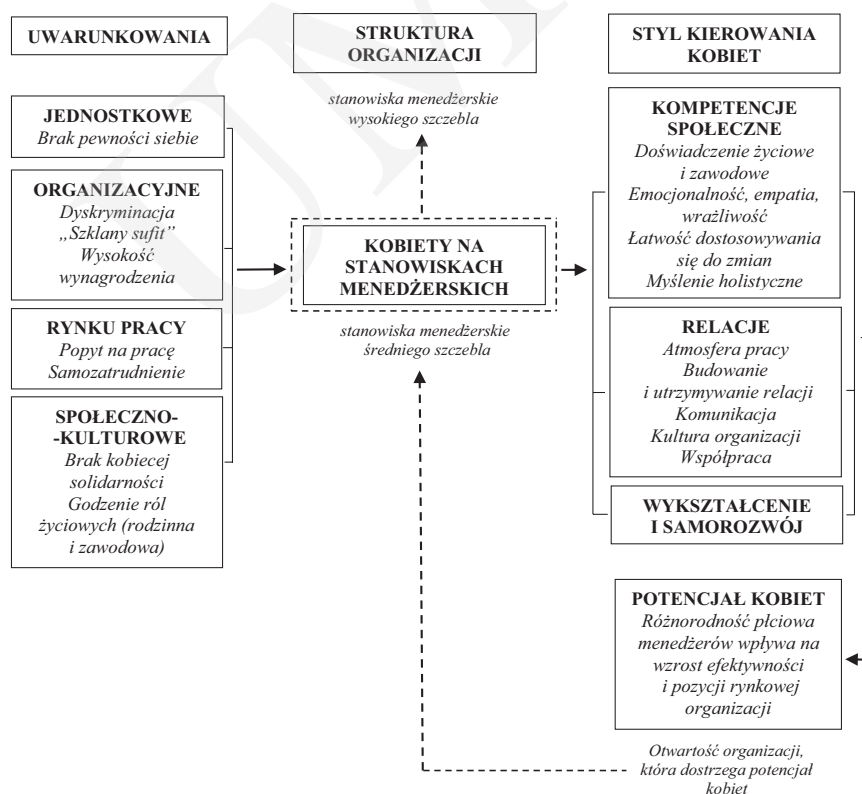 UWARUNKOWANIA
JEDNOSTKOWE
Brak pewności siebie
ORGANIZACYJNE
Dyskryminacja
„Szklany sufit”
Wysokość
wynagrodzenia
RYNKU PRACY
Popyt na pracę
Samozatrudnienie
SPOŁECZNO-
-KULTUROWE
Brak kobiecej
solidarności
Godzenie ról
życiowych (rodzinna
i zawodowa)
STRUKTURA
ORGANIZACJI
stanowiska menedżerskie
wysokiego szczebla
KOBIETY NA
STANOWISKACH
MENEDŻERSKICH
stanowiska menedżerskie
średniego szczebla
STYL KIEROWANIA
KOBIET
KOMPETENCJE
SPOŁECZNE
Doświadczenie życiowe
i zawodowe
Emocjonalność, empatia,
wrażliwość
Łatwość dostosowywania
się do zmian
Myślenie holistyczne
RELACJE
Atmosfera pracy
Budowanie
i utrzymywanie relacji
Komunikacja
Kultura organizacji
Współpraca
WYKSZTAŁCENIE
I SAMOROZWÓJ
POTENCJAŁ KOBIET
Różnorodność płciowa
menedżerów wpływa na
wzrost efektywności
i pozycji rynkowej
organizacji
Otwartość organizacji,
która dostrzega potencjał
kobiet
UM